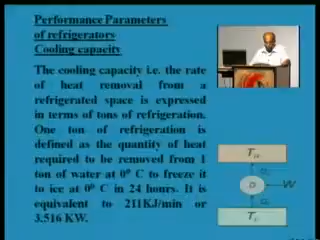 Performance Parameters
of refrigerators
Cooling capacity
The cooling capacity i.e. the rate
of heat removal from a
refrigerated space is expressed
in terms of tons of refrigeration.
One ton of refrigeration is
defined as the quantity of heat
required to be removed from 1
ton of water at 0⁰ C to freeze it
to ice at 0⁰ C in 24 hours. It is
equivalent to 211KJ/min or
3.516 KW.
W